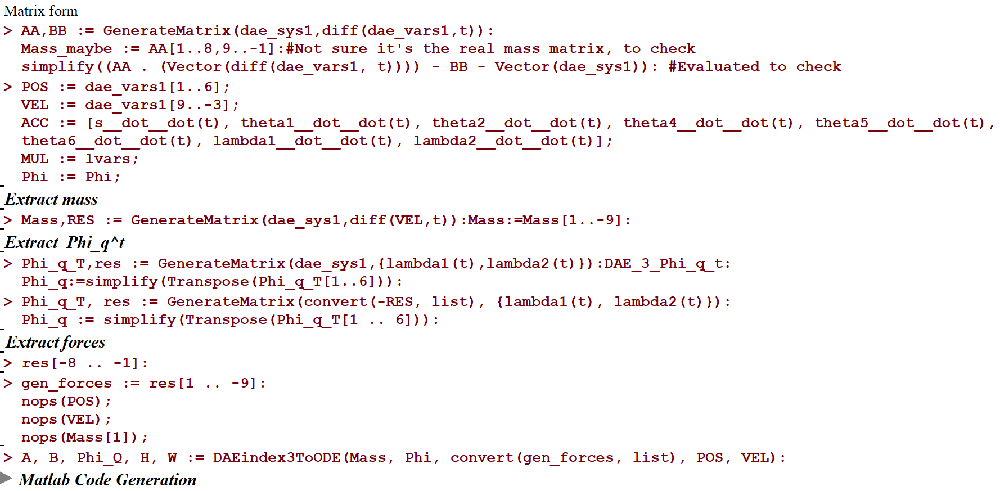 Matrix form
> AA,BB := GenerateMatrix(dae_sys1,diff(dae_vars1,t)):
Mass_maybe := AA[1..8,9..-1]:#Not sure it's the real mass matrix, to check
simplify((AA . (Vector(diff(dae_vars1, t)))) - BB - Vector(dae_sys1)): #Evaluated to check
> POS := dae_vars1[1..6];
VEL := dae_vars1[9..-3];
ACC := [s__dot__dot(t), theta1__dot__dot(t), theta2__dot__dot(t), theta4__dot__dot(t), theta5__dot__dot(t),
theta6__dot__dot(t), lambda1__dot__dot(t), lambda2__dot__dot(t)];
MUL := lvars;
Phi := Phi;
Extract mass
> Mass,RES := GenerateMatrix(dae_sys1,diff(VEL,t)):Mass:=Mass[1..-9]:
Extract Phi_q^t
> Phi_q_T,res := GenerateMatrix(dae_sys1,{lambda1(t),lambda2(t)}):DAE_3_Phi_q_t:
Phi_q:=simplify(Transpose(Phi_q_T[1..6])):
> Phi_q_T, res := GenerateMatrix(convert(-RES, list), {lambda1(t), lambda2(t)}):
Phi_q := simplify(Transpose(Phi_q_T[1 .. 6])):
Extract forces
> res[-8 .. -1]:
> gen_forces := res[1 .. -9]:
nops(POS);
nops(VEL);
nops(Mass[1]);
> A, B, Phi_Q, H, W := DAEindex3ToODE(Mass, Phi, convert(gen_forces, list), POS, VEL):
Matlab Code Generation